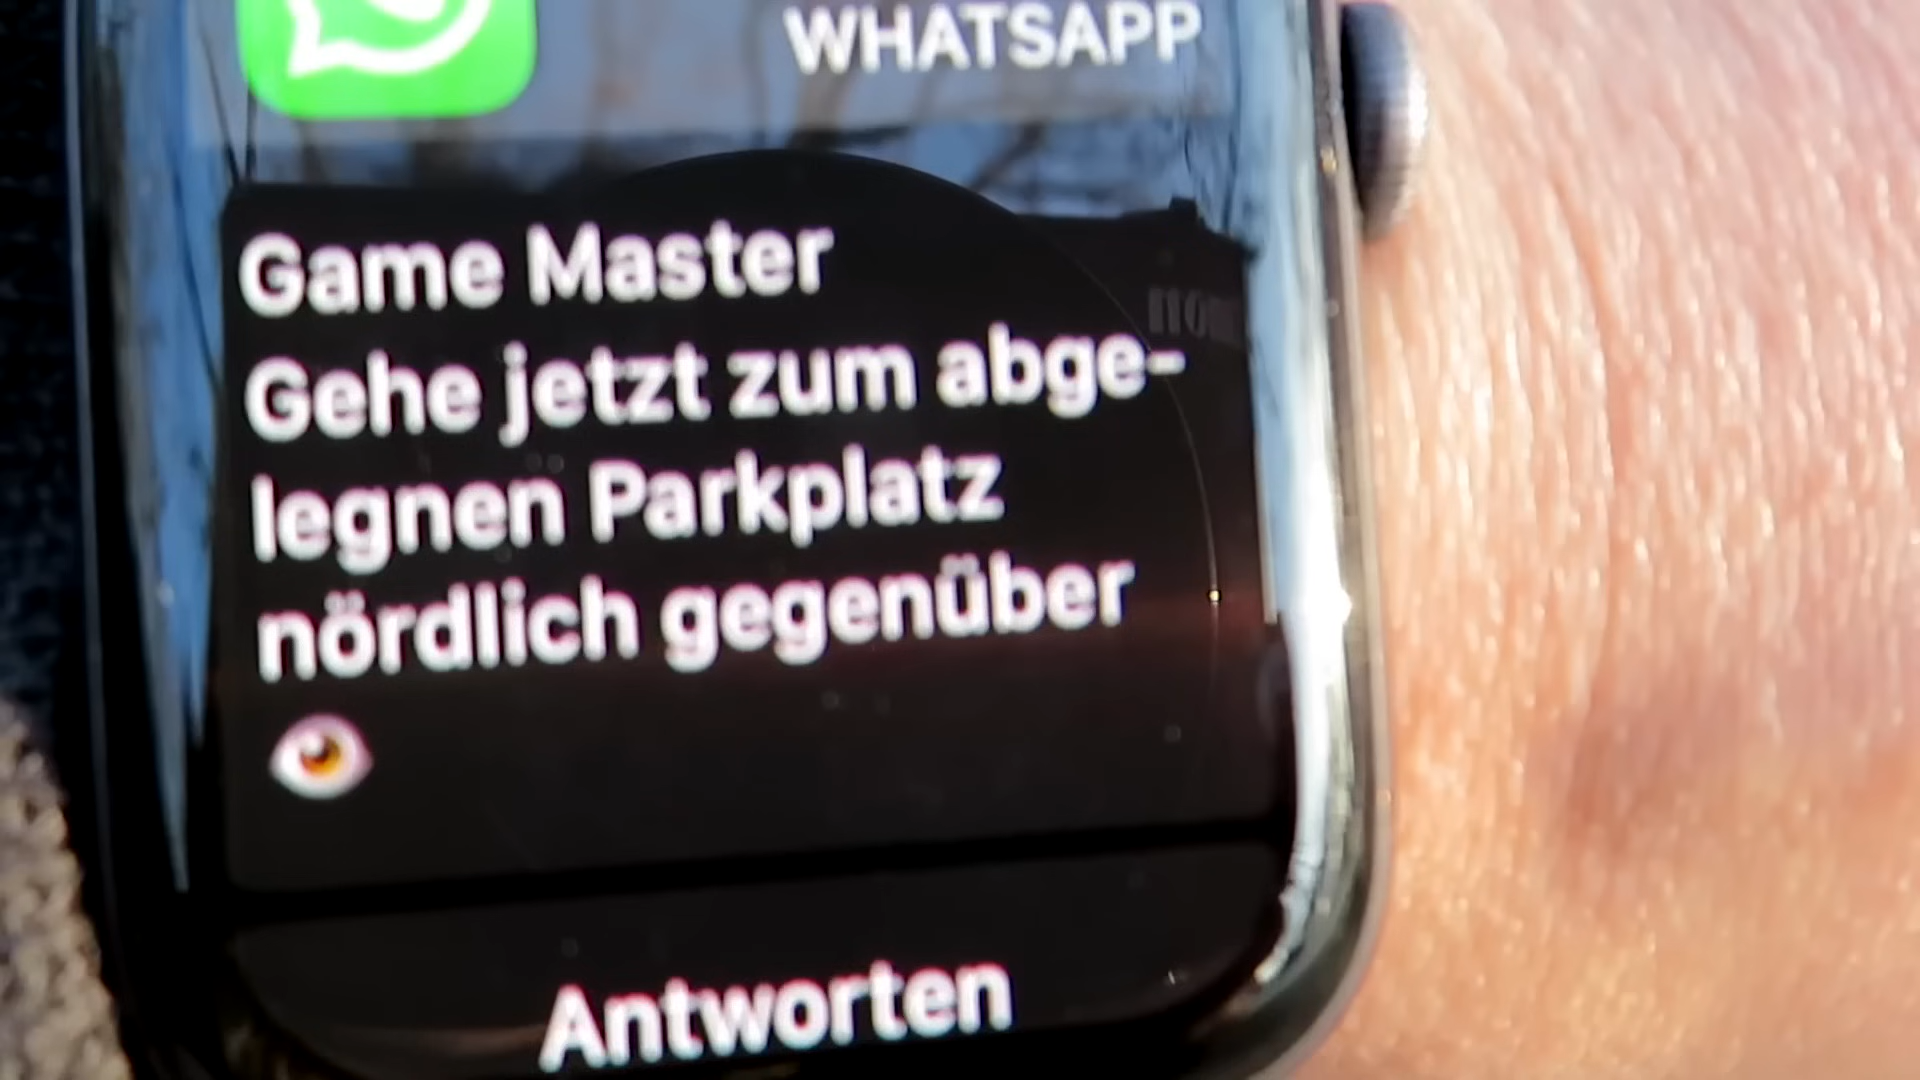 WHATSAPP
Game Master
Gehe jetzt zum abge-
legnen Parkplatz
nördlich gegenüber
👁
Antworten